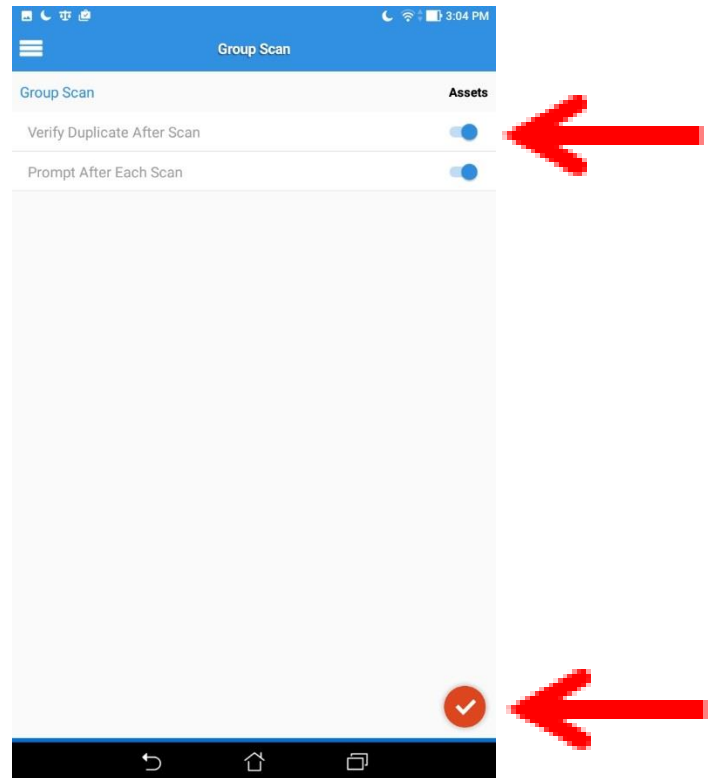 3:04 PM
Group Scan
Group Scan Assets
Verify Duplicate After Scan
Prompt After Each Scan